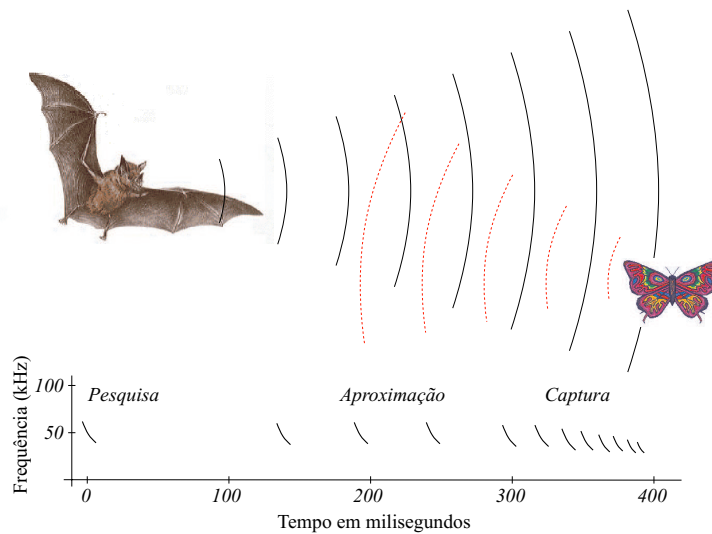 100
Pesquisa
Aproximação
Captura
50
Frequência (kHz)
0
100
200
300
400
Tempo em milisegundos